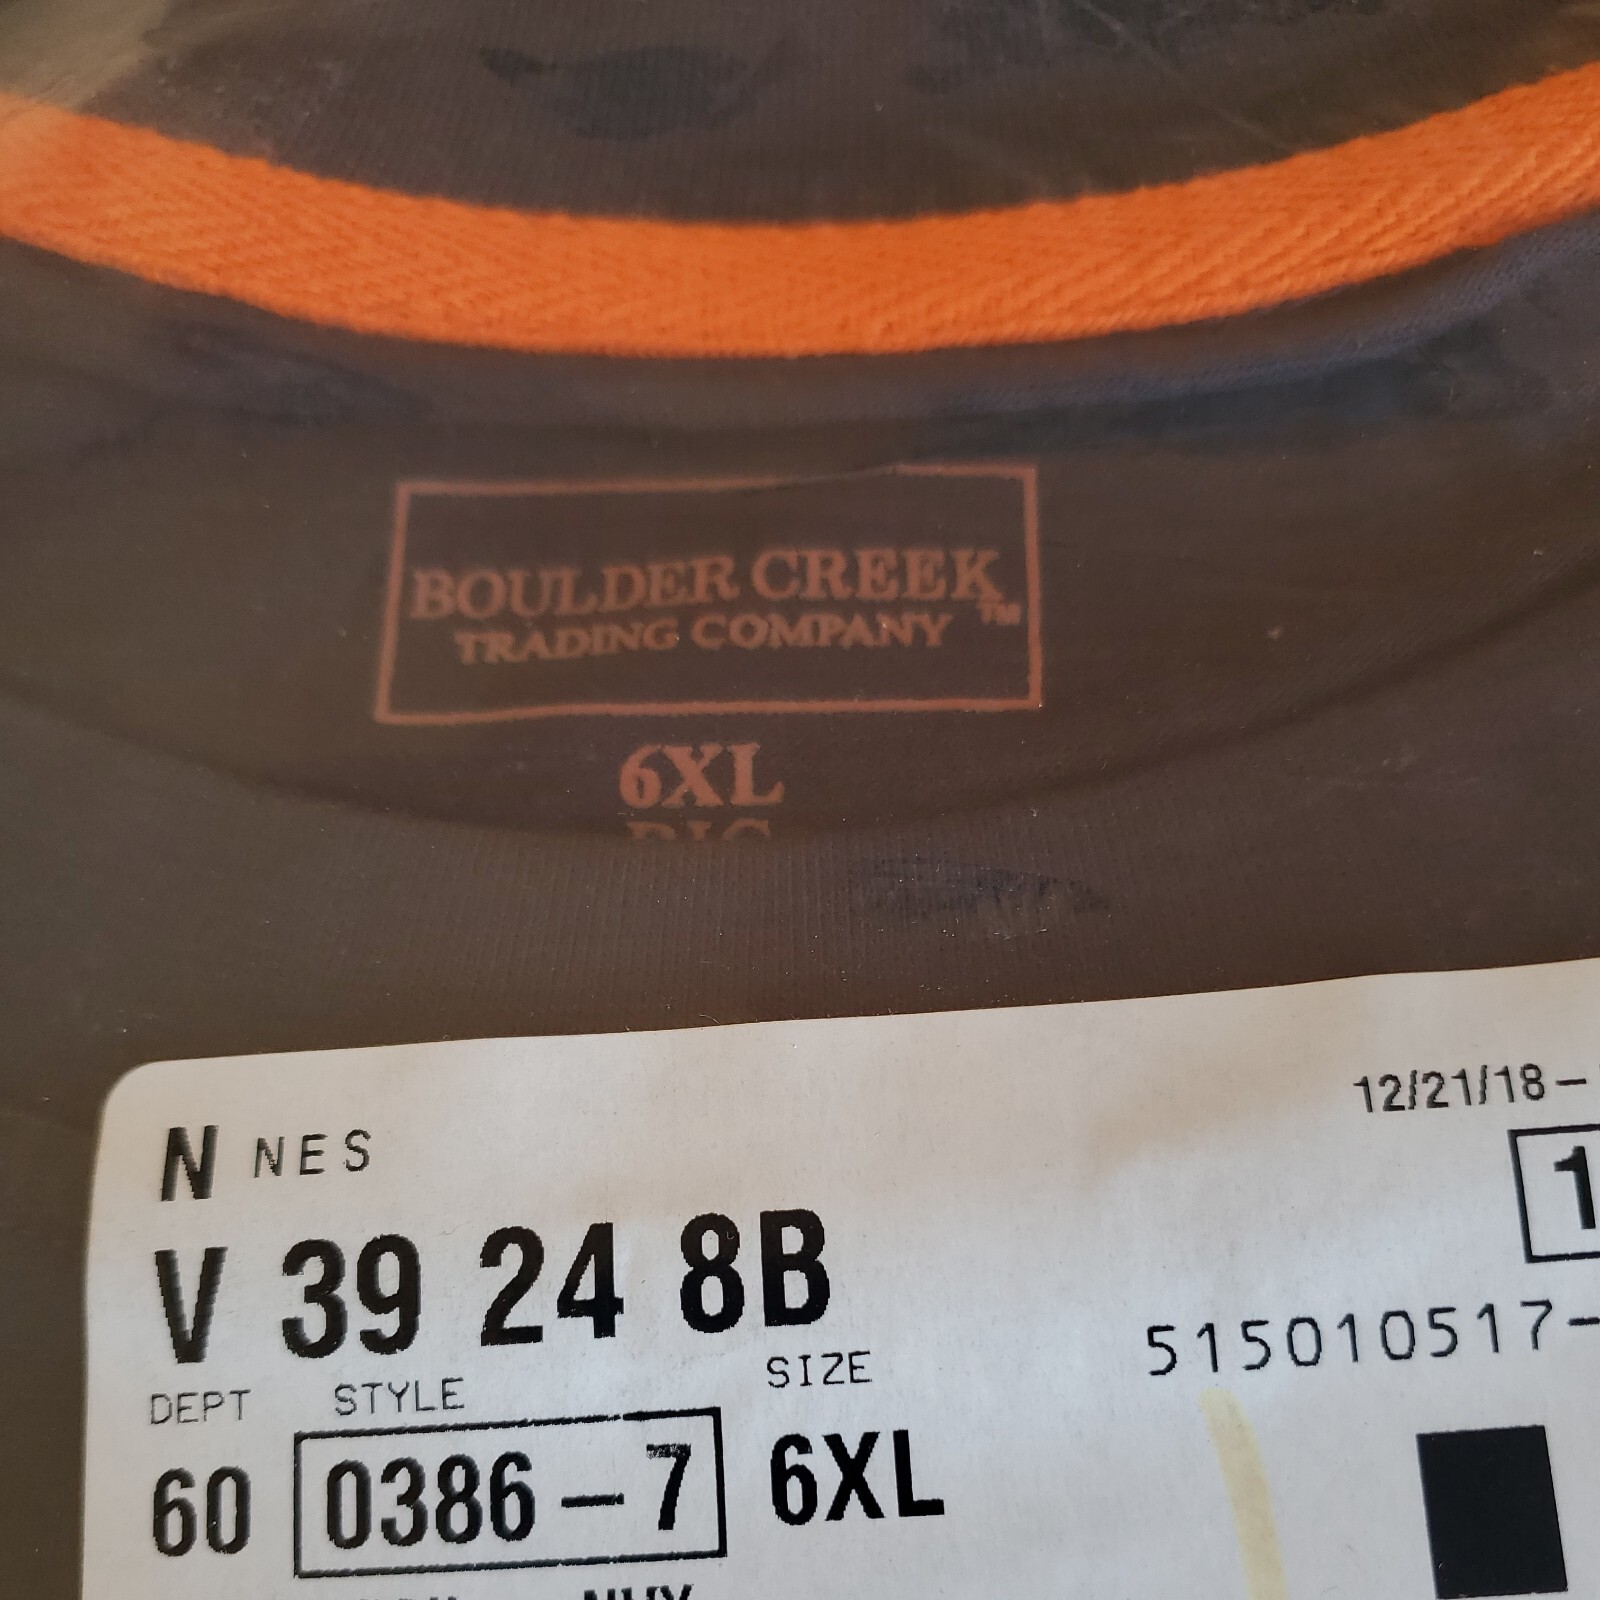 BOULDER CREEK
TRADING COMPANY ™
6XL
BIG
12/21/18-
N NES
1
V 39 24 8B
515010517-
DEPT STYLE SIZE
60 0386-7 6XL